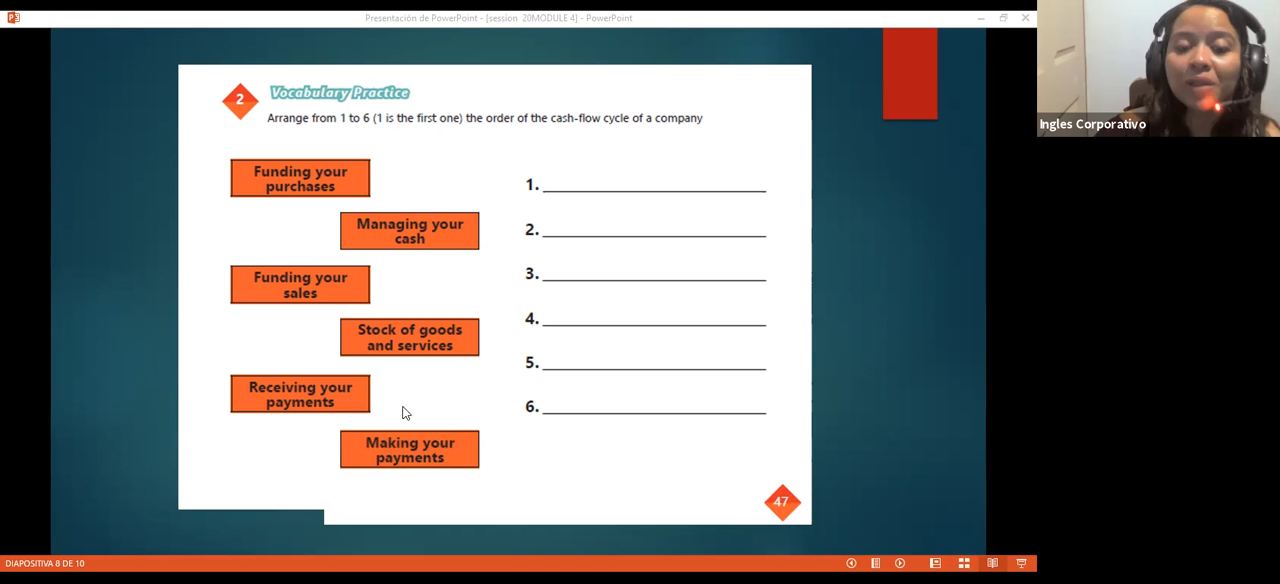 Presentación de PowerPoint - [session  20MODULE 4] - PowerPoint
Ingles Corporativo
2
Vocabulary Practice
Arrange from 1 to 6 (1 is the first one) the order of the cash-flow cycle of a company
Funding your
purchases
Managing your
cash
Funding your
sales
Stock of goods
and services
Receiving your
payments
Making your
payments
1.
2.
3.
4.
5.
6.
47
DIAPOSITIVA 8 DE 10